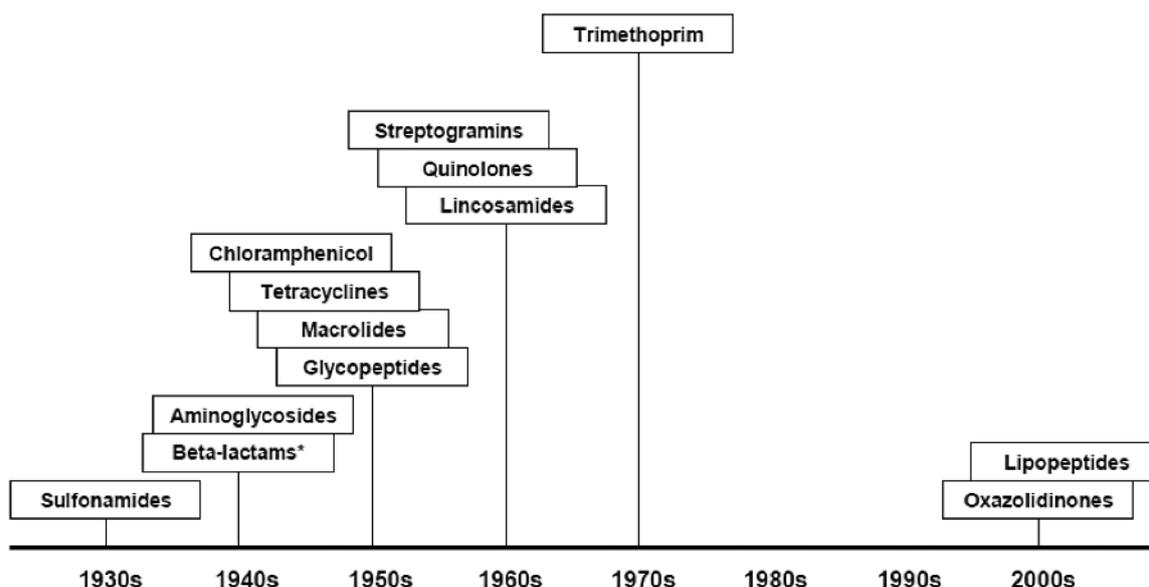 Trimethoprim
Streptogramins
Quinolones
Lincosamides
Chloramphenicol
Tetracyclines
Macrolides
Glycopeptides
Aminoglycosides
Beta-lactams*
Lipopeptides
Sulfonamides
Oxazolidinones
1930s 1940s 1950s 1960s 1970s 1980s 1990s 2000s